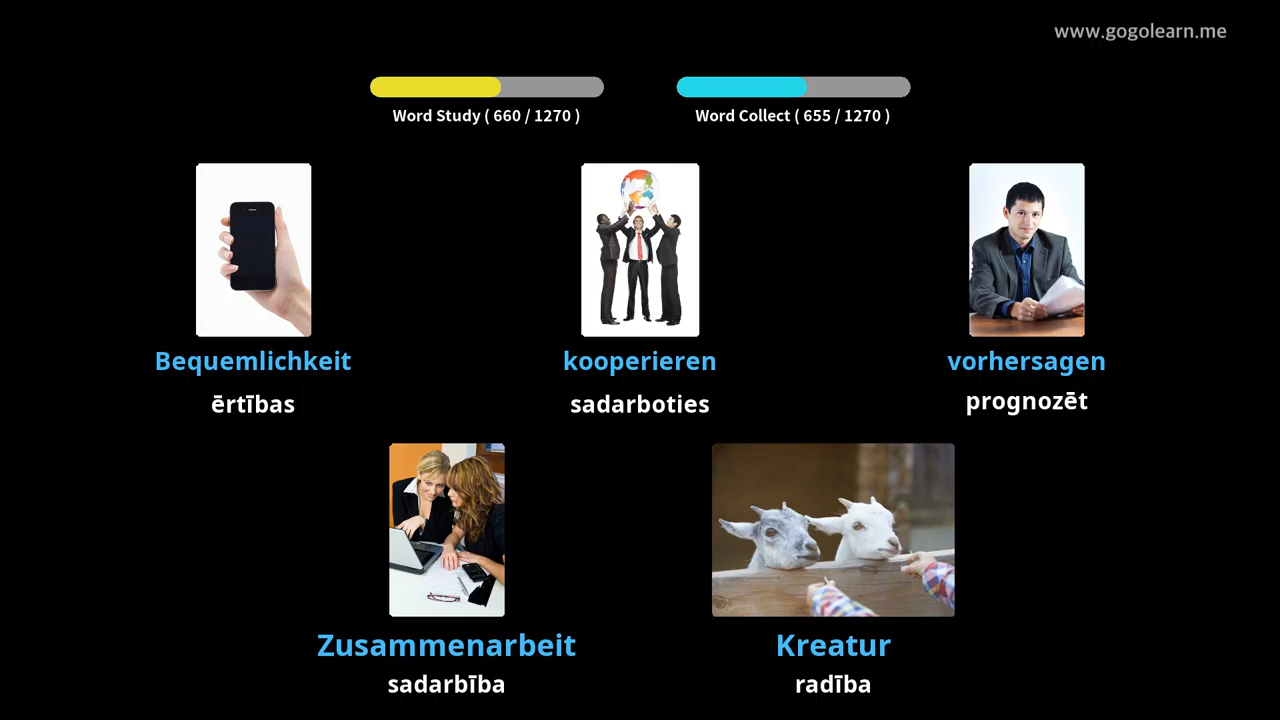 www.gogolearn.me
Word Study ( 660 / 1270 )
Word Collect ( 655 / 1270 )
Bequemlichkeit
ērtības
kooperieren
sadarboties
vorhersagen
prognozēt
Zusammenarbeit
sadarbība
Kreatur
radība